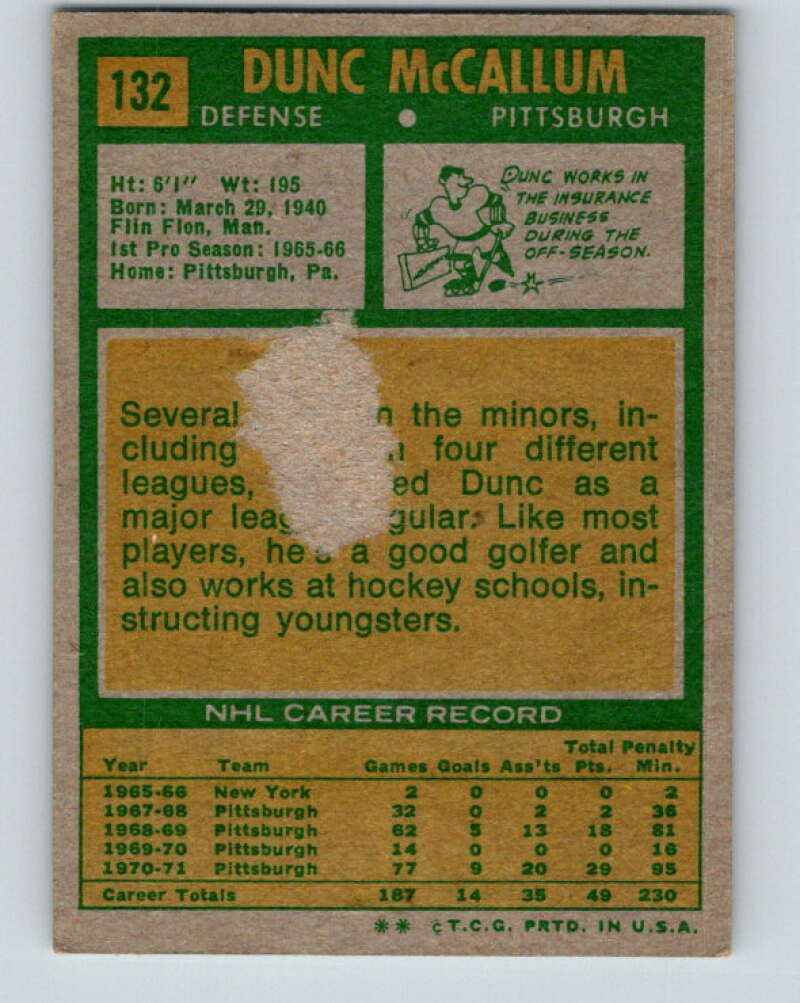 132
DUNC McCALLUM
DEFENSE • PITTSBURGH
Ht: 6'1" Wt: 195
Born: March 29, 1940
Flin Flon, Man.
1st Pro Season: 1965-66
Home: Pittsburgh, Pa.
DUNC WORKS IN
THE INSURANCE
BUSINESS
DURING THE
OFF-SEASON.
Several the minors, in-
cluding four different
leagues, Dunc as a
major Like most
players, he's a good golfer and
also works at hockey schools, in-
structing youngsters.
NHL CAREER RECORD
Year Team Games Goals Ass'ts Total Pts. Penalty Min.
1965-66 New York 2 0 0 0 2
1967-68 Pittsburgh 32 0 2 2 36
1968-69 Pittsburgh 62 5 13 18 81
1969-70 Pittsburgh 14 0 0 0 16
1970-71 Pittsburgh 77 9 20 29 95
Career Totals 187 14 35 49 230
** © T.C.G. PRTD. IN U.S.A.